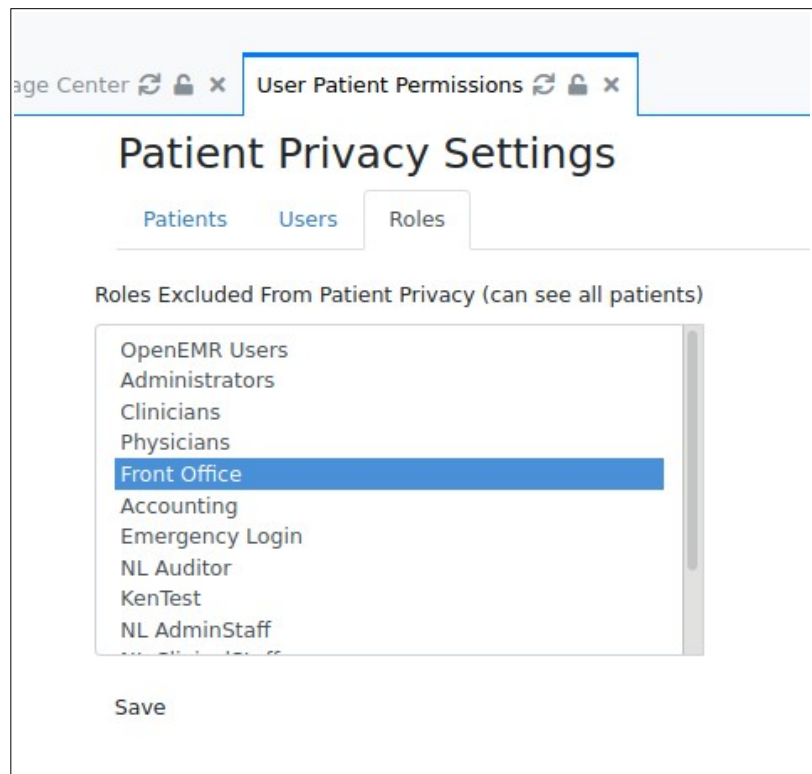 age Center
User Patient Permissions
Patient Privacy Settings
Patients Users Roles
Roles Excluded From Patient Privacy (can see all patients)
OpenEMR Users
Administrators
Clinicians
Physicians
Front Office
Accounting
Emergency Login
NL Auditor
KenTest
NL AdminStaff
Save